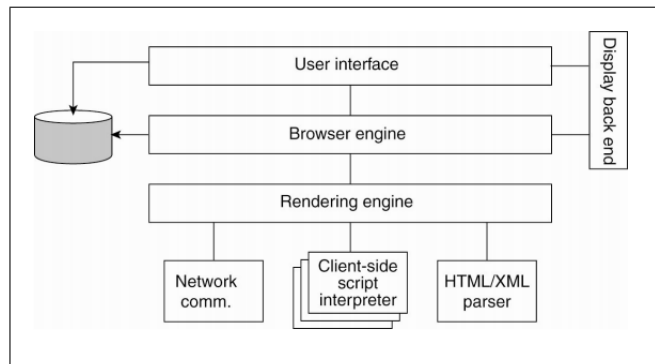 User interface
Display back end
Browser engine
Rendering engine
Network
comm.
Client-side
script
interpreter
HTML/XML
parser